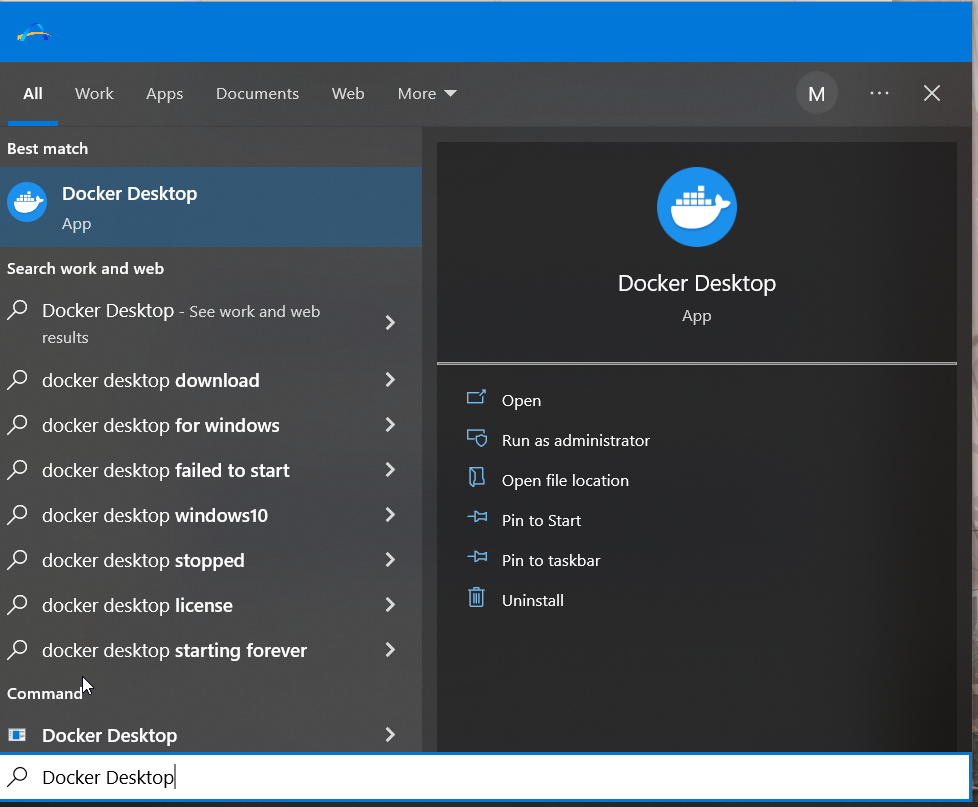 All Work Apps Documents Web More M
Best match
Docker Desktop
App
Search work and web
Docker Desktop - See work and web
results
docker desktop download
docker desktop for windows
docker desktop failed to start
docker desktop windows10
docker desktop stopped
docker desktop license
docker desktop starting forever
Command
Docker Desktop
Docker Desktop
Docker Desktop
App
Open
Run as administrator
Open file location
Pin to Start
Pin to taskbar
Uninstall